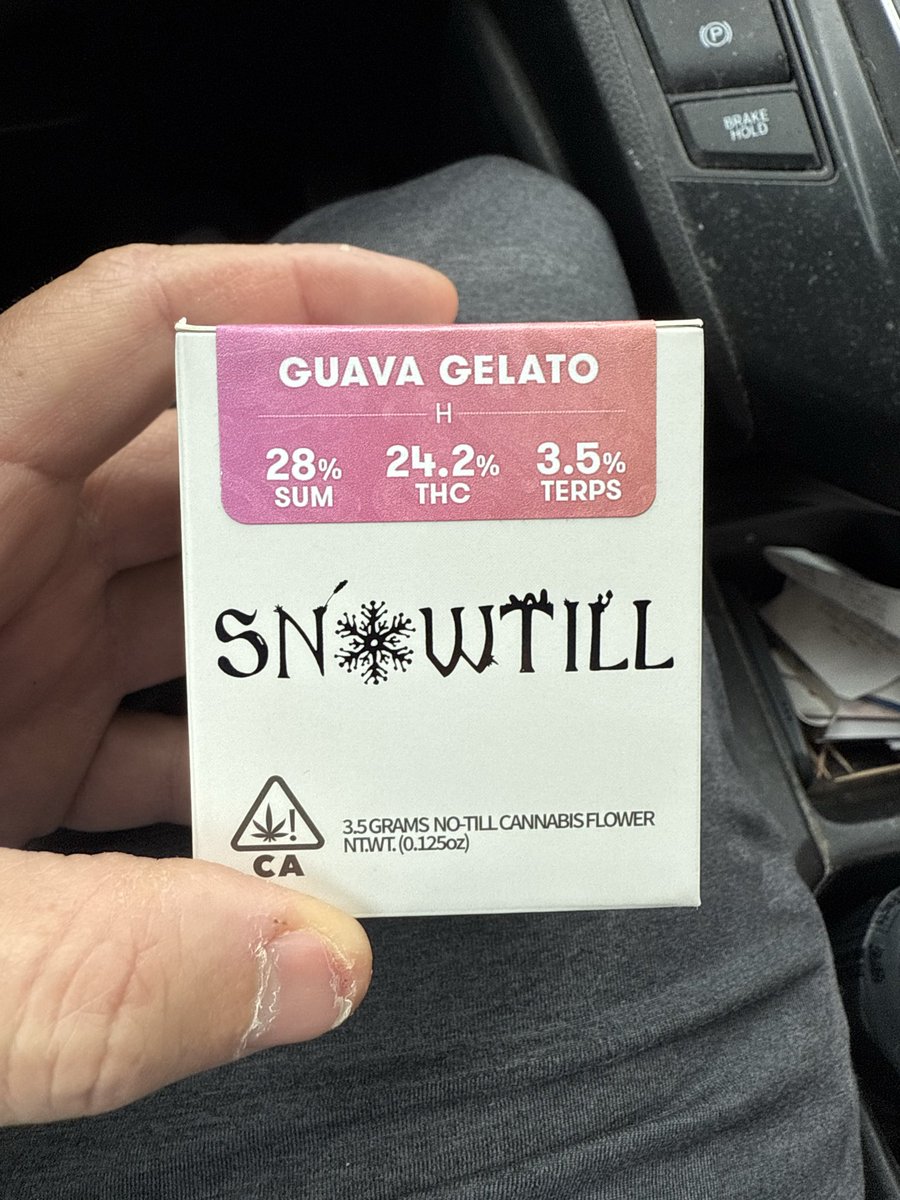 P
BRAKE
HOLD
GUAVA GELATO
H
28% 24.2% 3.5%
SUM THC TERPS
SNOWTILL
!
CA
3.5 GRAMS NO-TILL CANNABIS FLOWER
NT.WT. (0.125oz)